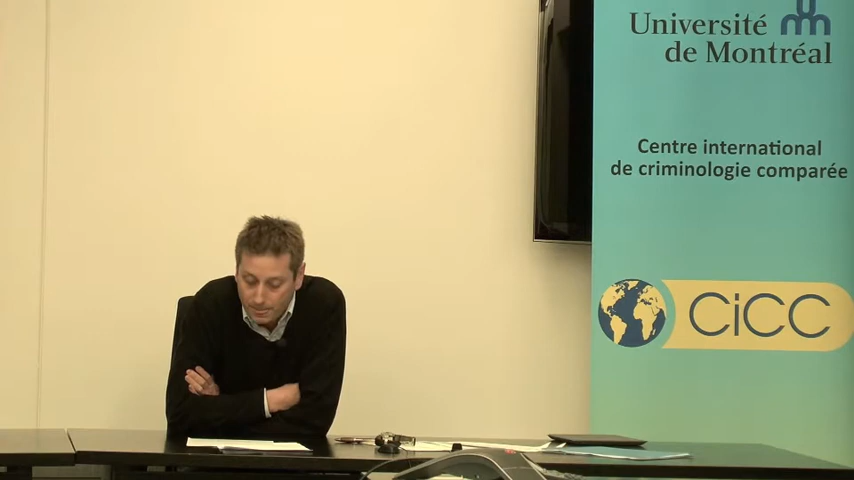 Université
de Montréal
Centre international
de criminologie comparée
CiCC